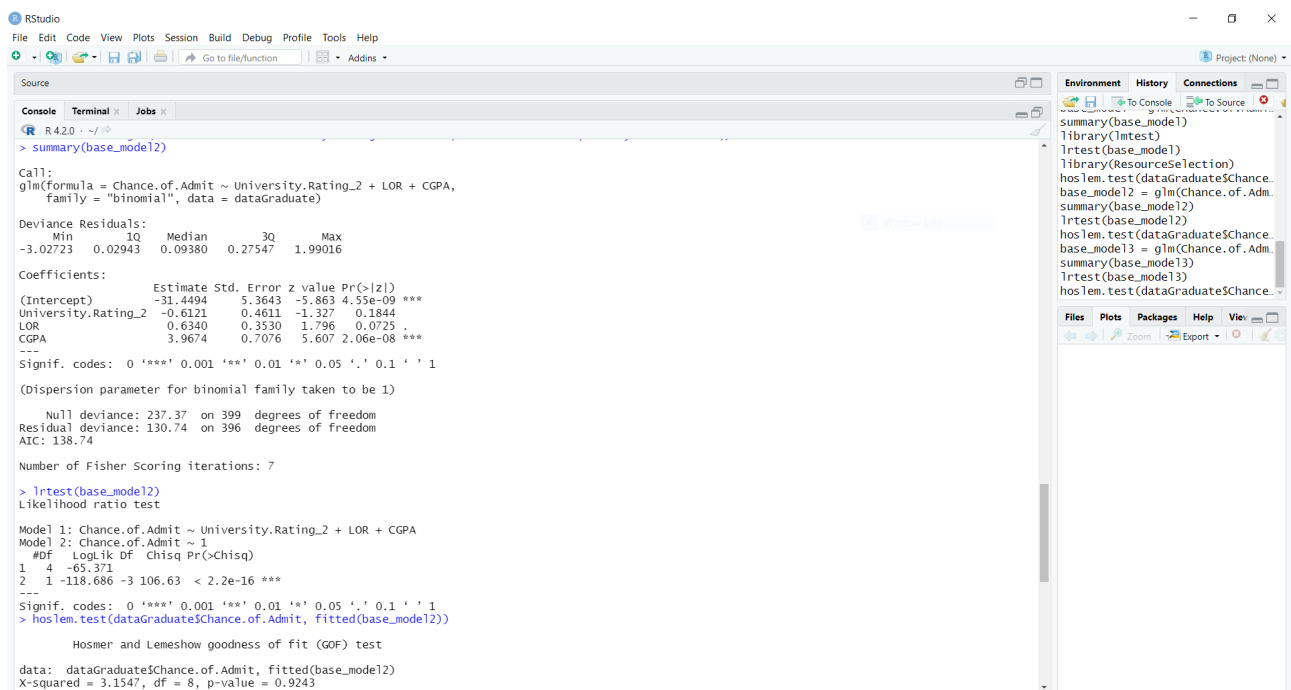 RStudio
File Edit Code View Plots Session Build Debug Profile Tools Help
Go to file/function Addins
Project: (None)
Source
Console Terminal Jobs
R 4.2.0 · ~/
> summary(base_model2)
Call:
glm(formula = Chance.of.Admit ~ University.Rating_2 + LOR + CGPA,
    family = "binomial", data = dataGraduate)
Deviance Residuals:
     Min       1Q   Median       3Q      Max
-3.02723  0.02943  0.09380  0.27547  1.99016
Coefficients:
                    Estimate Std. Error z value Pr(>|z|)
(Intercept)         -31.4494     5.3643  -5.863 4.55e-09 ***
University.Rating_2  -0.6121     0.4611  -1.327   0.1844
LOR                   0.6340     0.3530   1.796   0.0725 .
CGPA                  3.9674     0.7076   5.607 2.06e-08 ***
---
Signif. codes:  0 ‘***’ 0.001 ‘**’ 0.01 ‘*’ 0.05 ‘.’ 0.1 ‘ ’ 1
(Dispersion parameter for binomial family taken to be 1)
    Null deviance: 237.37  on 399  degrees of freedom
Residual deviance: 130.74  on 396  degrees of freedom
AIC: 138.74
Number of Fisher Scoring iterations: 7
> lrtest(base_model2)
Likelihood ratio test
Model 1: Chance.of.Admit ~ University.Rating_2 + LOR + CGPA
Model 2: Chance.of.Admit ~ 1
  #Df   LogLik Df  Chisq Pr(>Chisq)
1   4  -65.371
2   1 -118.686 -3 106.63  < 2.2e-16 ***
---
Signif. codes:  0 ‘***’ 0.001 ‘**’ 0.01 ‘*’ 0.05 ‘.’ 0.1 ‘ ’ 1
> hoslem.test(dataGraduate$Chance.of.Admit, fitted(base_model2))
        Hosmer and Lemeshow goodness of fit (GOF) test
data:  dataGraduate$Chance.of.Admit, fitted(base_model2)
X-squared = 3.1547, df = 8, p-value = 0.9243
Environment History Connections
To Console To Source
summary(base_model)
library(lmtest)
lrtest(base_model)
library(ResourceSelection)
hoslem.test(dataGraduate$Chance..
base_model2 = glm(Chance.of.Adm..
summary(base_model2)
lrtest(base_model2)
hoslem.test(dataGraduate$Chance..
base_model3 = glm(Chance.of.Adm..
summary(base_model3)
lrtest(base_model3)
hoslem.test(dataGraduate$Chance..
Files Plots Packages Help View
Zoom Export